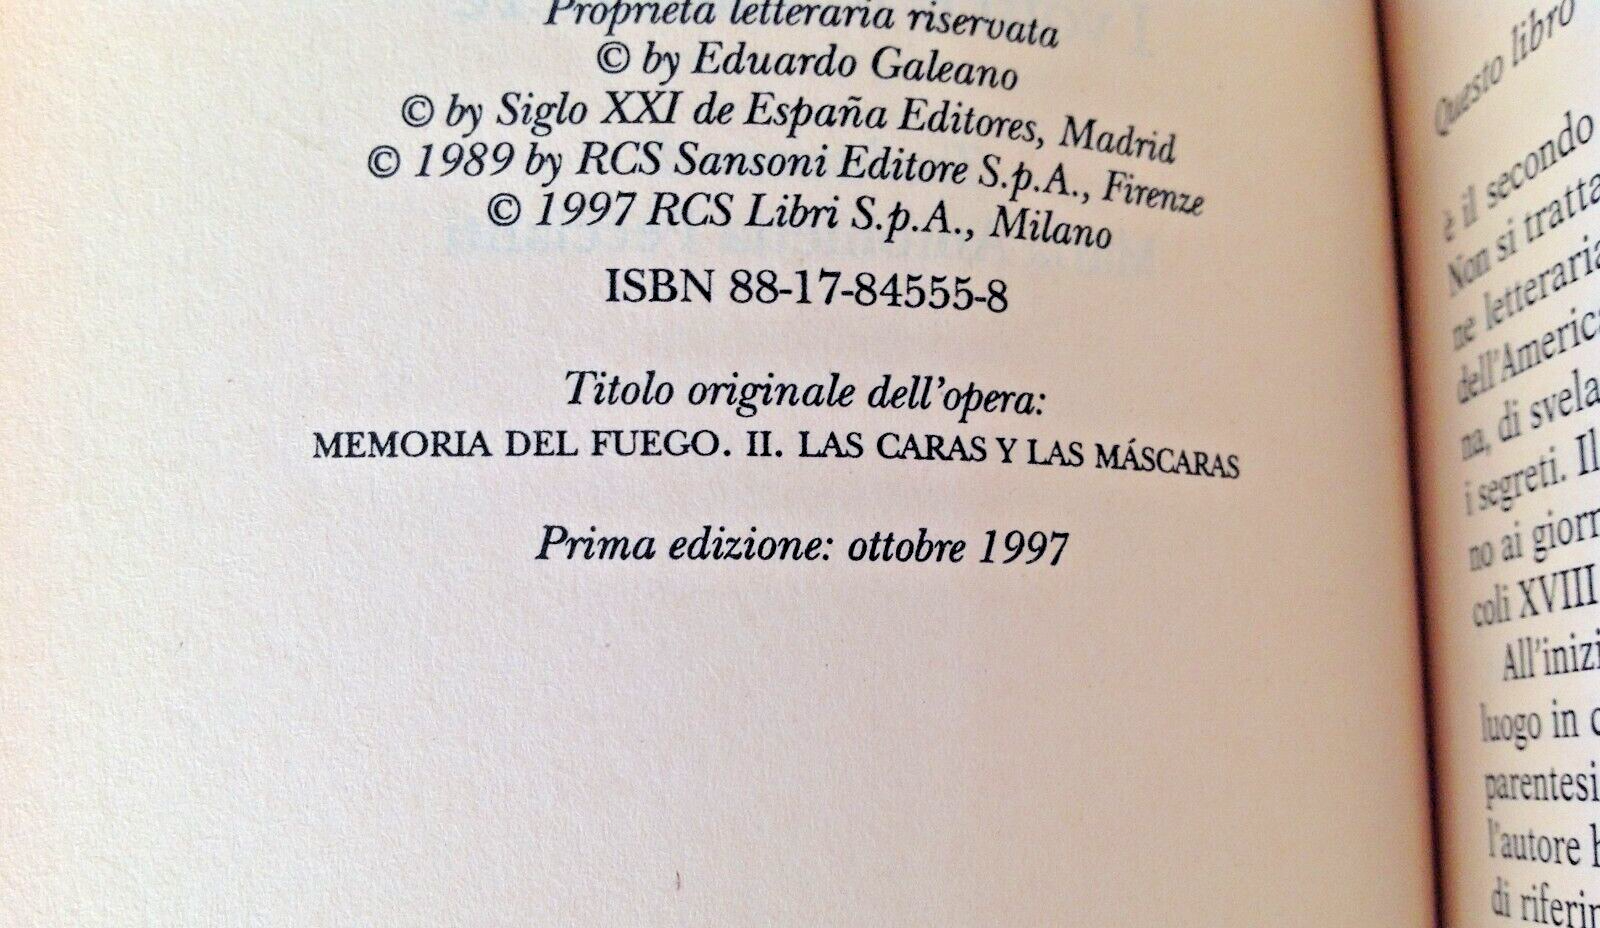 Proprietà letteraria riservata
© by Eduardo Galeano
© by Siglo XXI de España Editores, Madrid
© 1989 by RCS Sansoni Editore S.p.A., Firenze
© 1997 RCS Libri S.p.A., Milano
ISBN 88-17-84555-8
Titolo originale dell'opera:
MEMORIA DEL FUEGO. II. LAS CARAS Y LAS MÁSCARAS
Prima edizione: ottobre 1997
Questo libro
è il secondo
Non si tratta
ne letteraria
dell'America
na, di svela
i segreti. Il
no ai giorn
coli XVIII
All'inizi
luogo in c
parentesi
l'autore h
di riferin